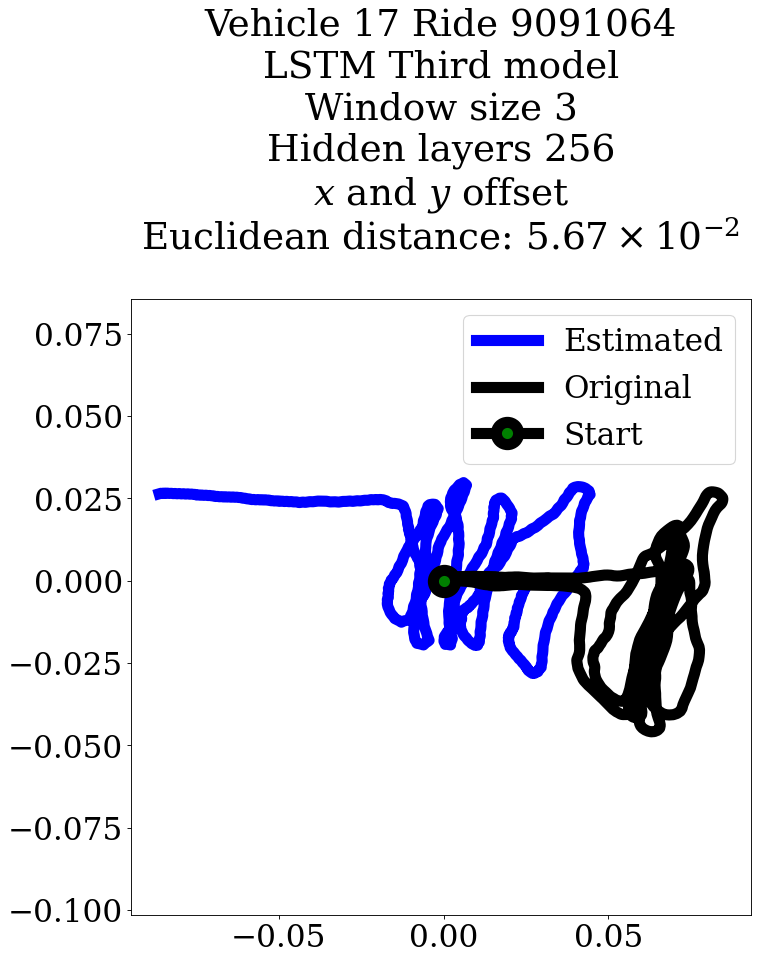 Vehicle 17 Ride 9091064
LSTM Third model
Window size 3
Hidden layers 256
x and y offset
Euclidean distance: 5.67 × 10⁻²
Estimated
Original
Start
0.075
0.050
0.025
0.000
−0.025
−0.050
−0.075
−0.100
−0.05
0.00
0.05